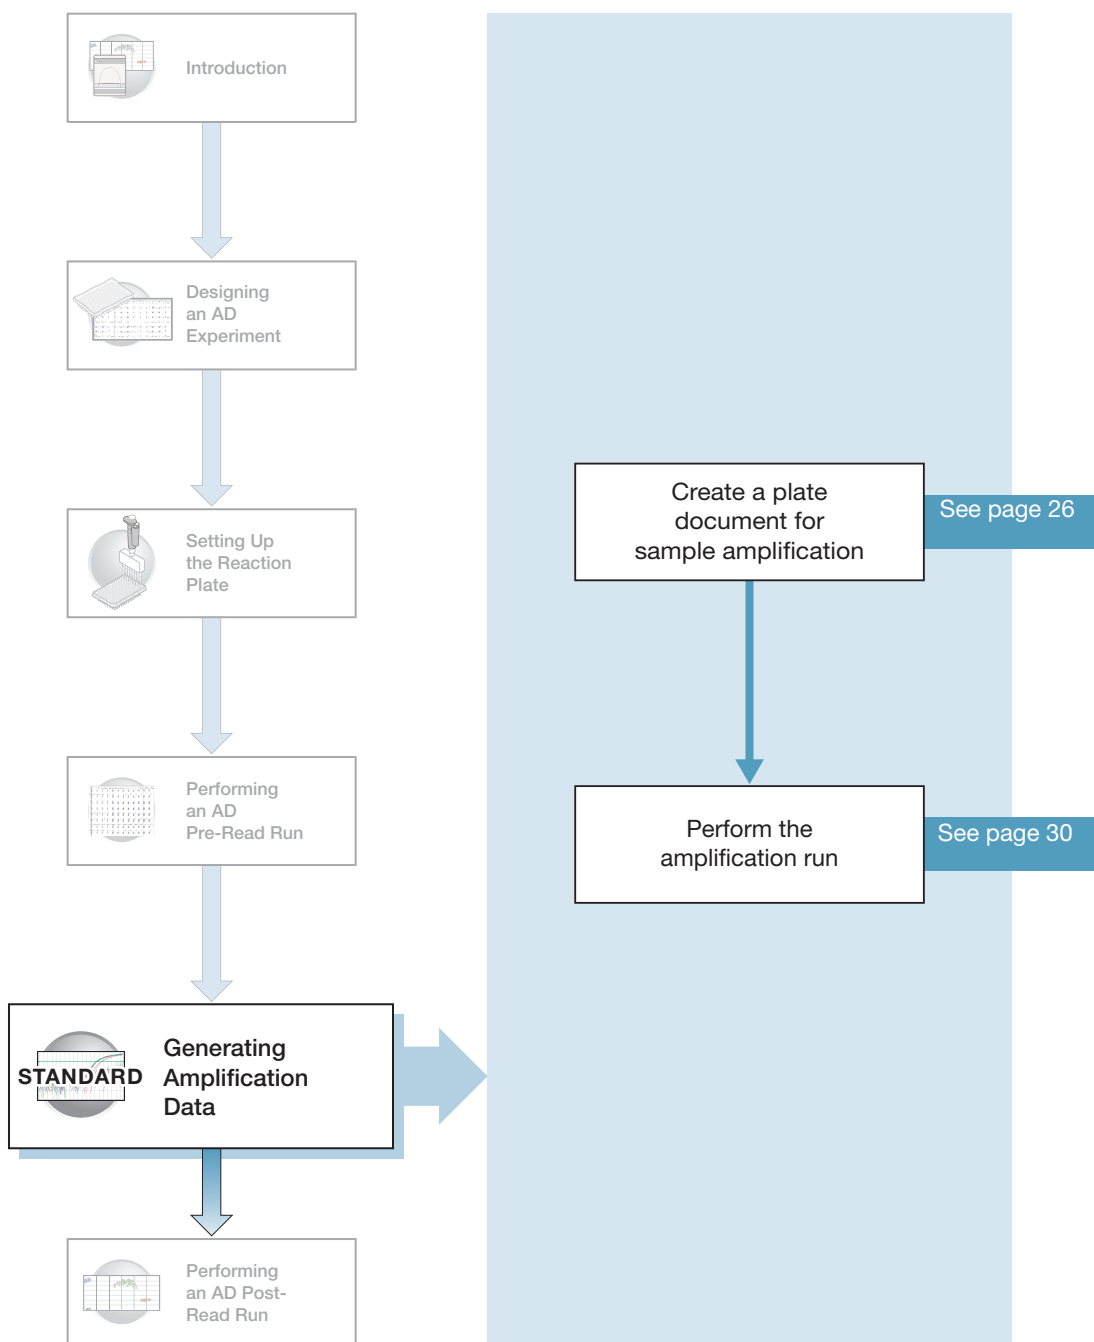 Introduction
Designing
an AD
Experiment
Setting Up
the Reaction
Plate
Performing
an AD
Pre-Read Run
STANDARD
Generating
Amplification
Data
Performing
an AD Post-
Read Run
Create a plate
document for
sample amplification
See page 26
Perform the
amplification run
See page 30